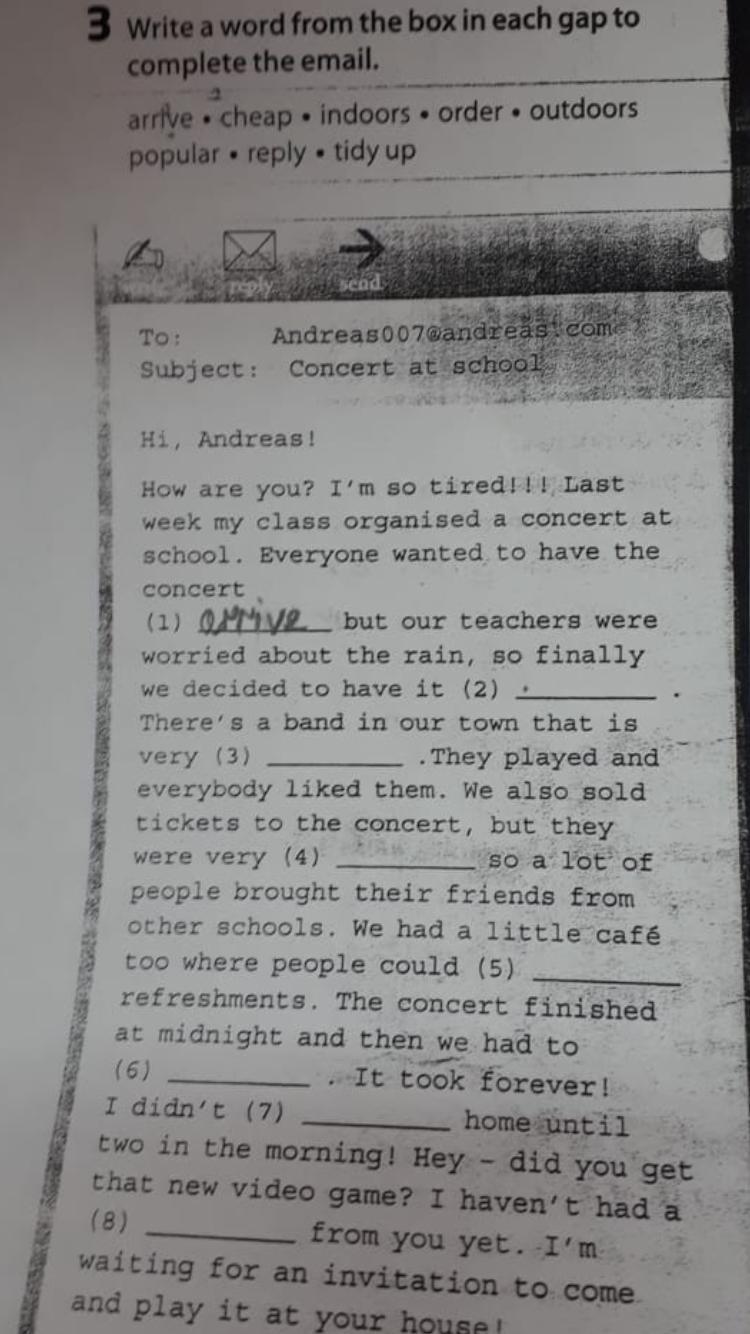 3 Write a word from the box in each gap to
complete the email.
arrive • cheap • indoors • order • outdoors
popular • reply • tidy up
reply send
To: Andreas007@andreas.com
Subject: Concert at school
Hi, Andreas!
How are you? I'm so tired!!! Last
week my class organised a concert at
school. Everyone wanted to have the
concert
(1) arrive but our teachers were
worried about the rain, so finally
we decided to have it (2) ________ .
There's a band in our town that is
very (3) ________ .They played and
everybody liked them. We also sold
tickets to the concert, but they
were very (4) ________ so a lot of
people brought their friends from
other schools. We had a little café
too where people could (5) ________
refreshments. The concert finished
at midnight and then we had to
(6) ________ . It took forever!
I didn't (7) ________ home until
two in the morning! Hey – did you get
that new video game? I haven't had a
(8) ________ from you yet. I'm
waiting for an invitation to come
and play it at your house!